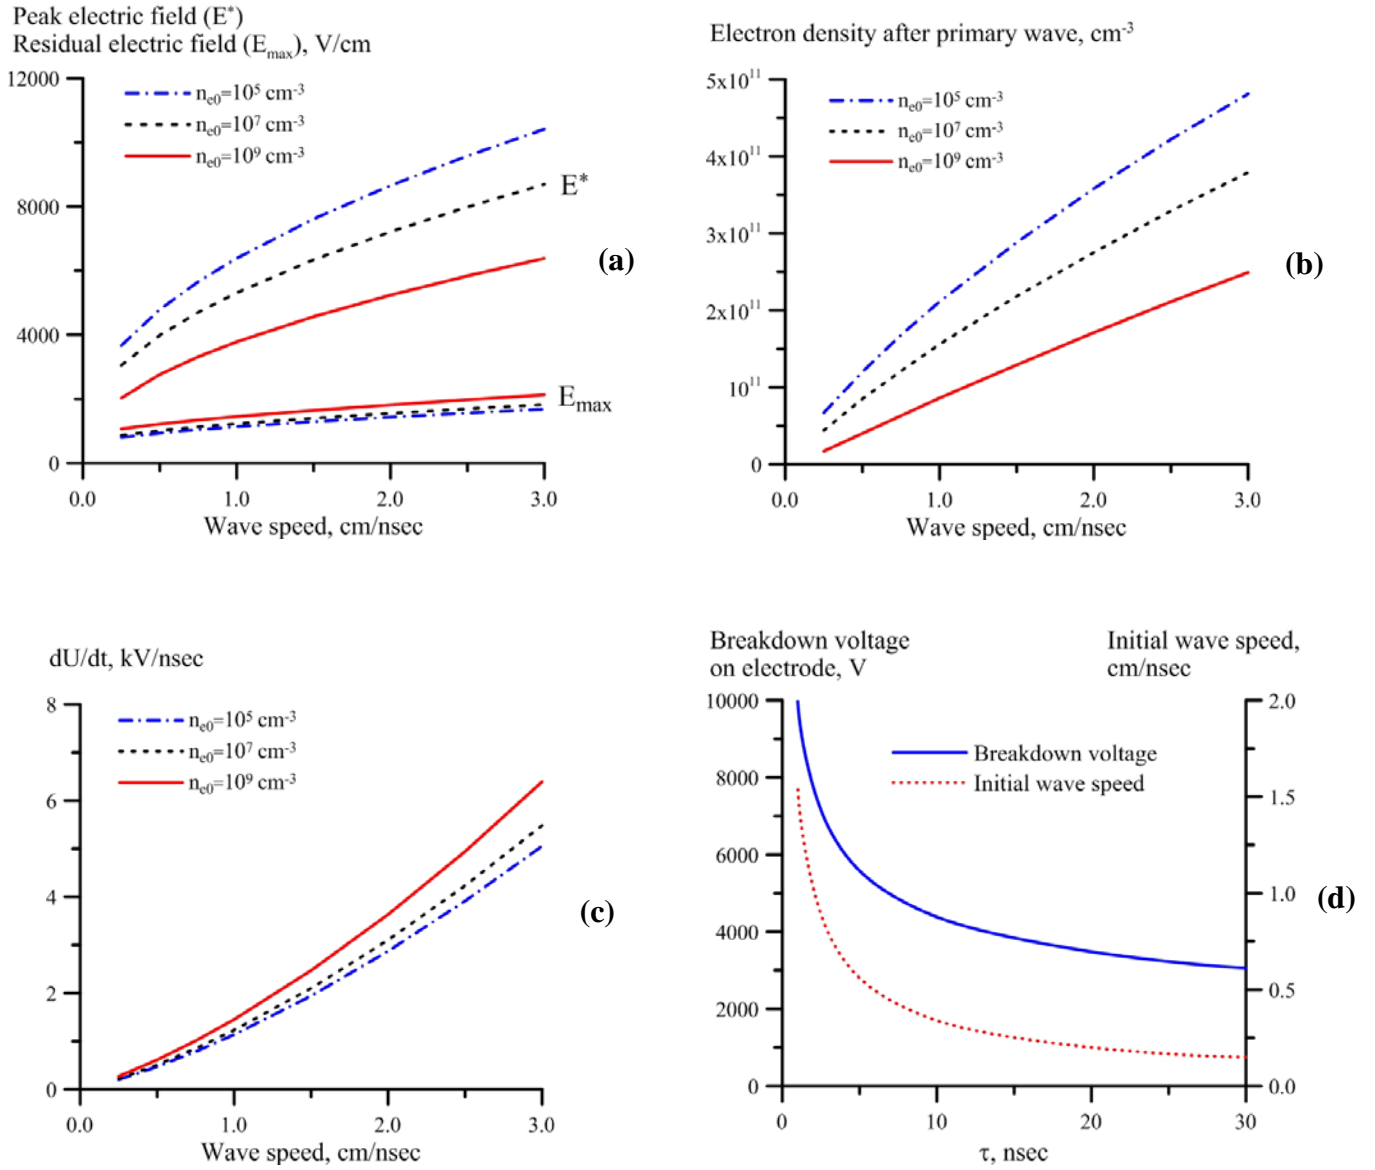 Peak electric field (E*)
Residual electric field (Eₘₐₓ), V/cm
12000
8000
4000
0
nₑ₀=10⁵ cm⁻³
nₑ₀=10⁷ cm⁻³
nₑ₀=10⁹ cm⁻³
E*
Eₘₐₓ
(a)
0.0
1.0
2.0
3.0
Wave speed, cm/nsec
Electron density after primary wave, cm⁻³
5x10¹¹
4x10¹¹
3x10¹¹
2x10¹¹
10¹¹
0
nₑ₀=10⁵ cm⁻³
nₑ₀=10⁷ cm⁻³
nₑ₀=10⁹ cm⁻³
(b)
0.0
1.0
2.0
3.0
Wave speed, cm/nsec
dU/dt, kV/nsec
8
6
4
2
0
nₑ₀=10⁵ cm⁻³
nₑ₀=10⁷ cm⁻³
nₑ₀=10⁹ cm⁻³
(c)
0.0
1.0
2.0
3.0
Wave speed, cm/nsec
Breakdown voltage
on electrode, V
Initial wave speed,
cm/nsec
10000
8000
6000
4000
2000
0
Breakdown voltage
Initial wave speed
2.0
1.5
1.0
0.5
0.0
(d)
0
10
20
30
τ, nsec